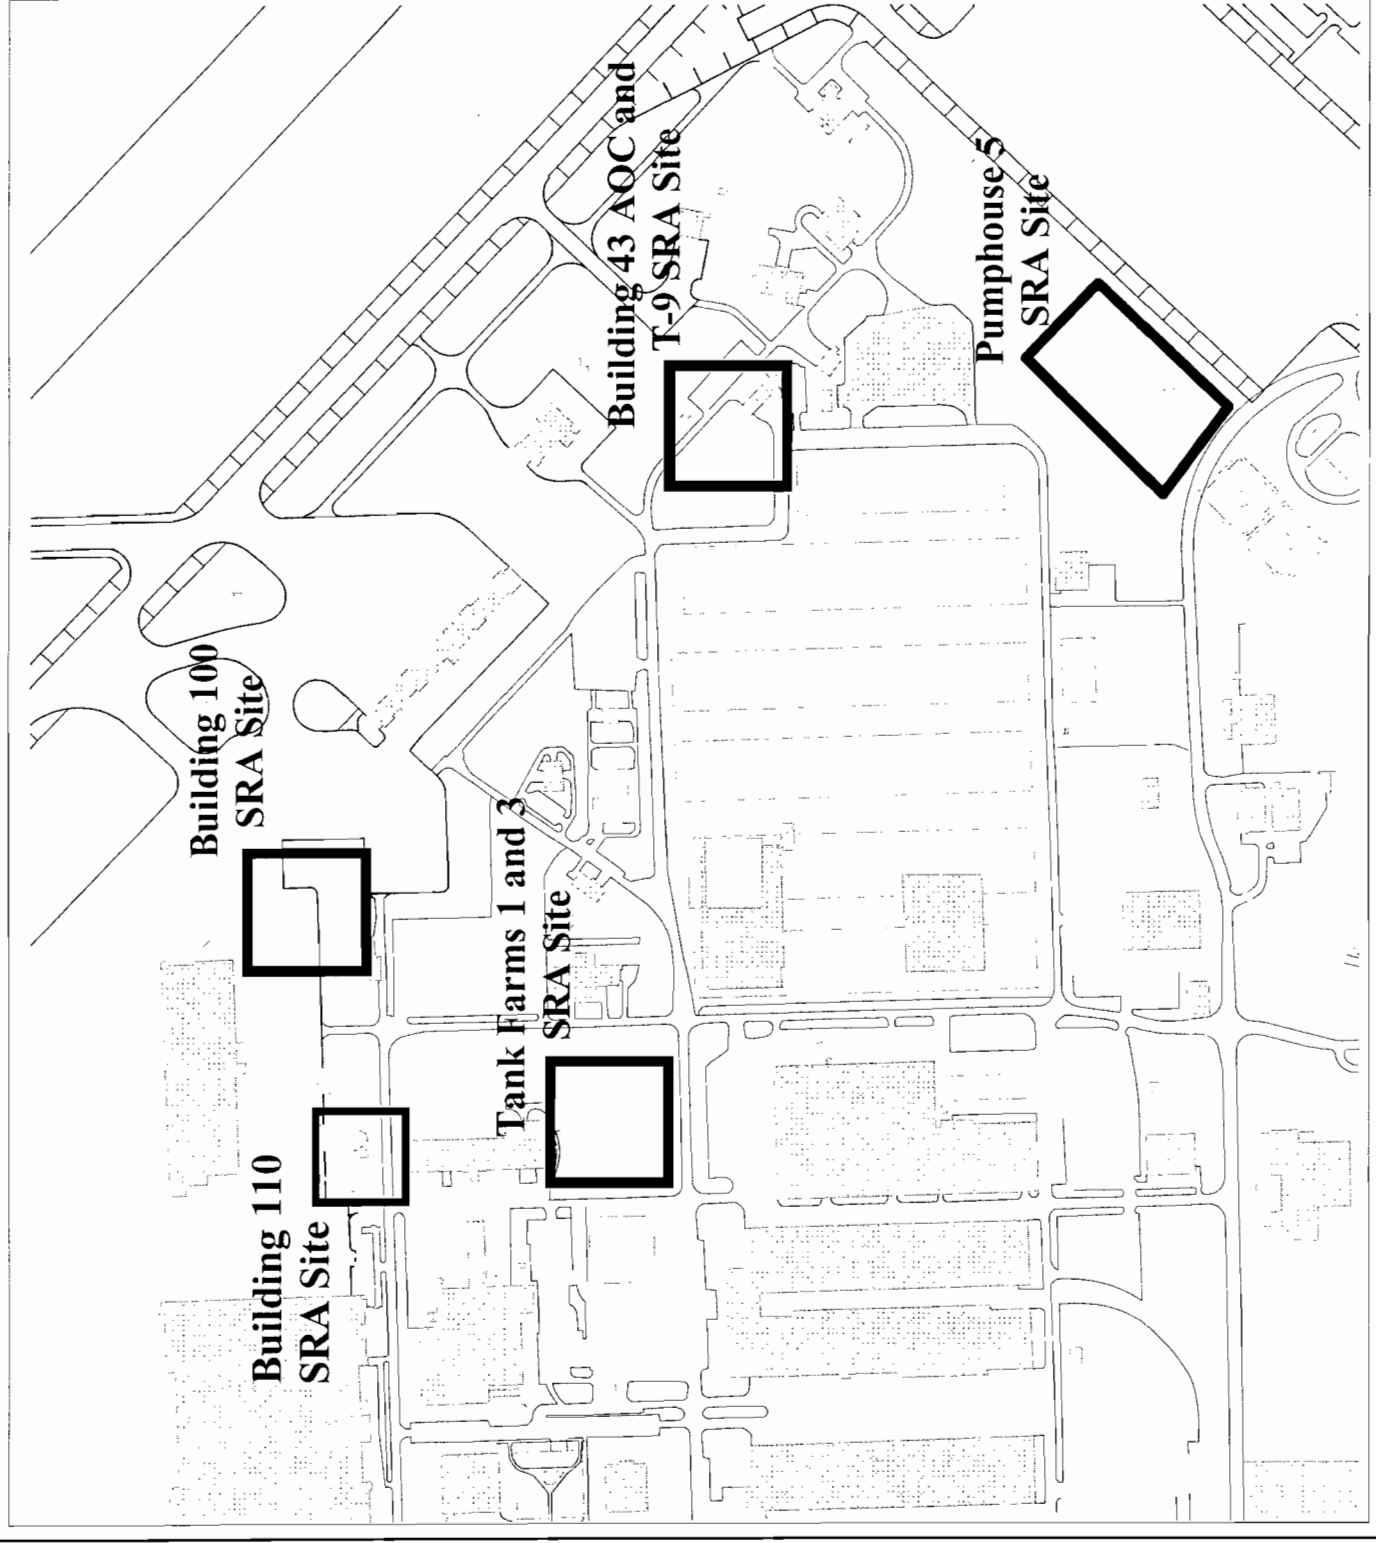 Building 100
SRA Site
Building 110
SRA Site
Tank Farms 1 and 3
SRA Site
Building 43 AOC and
T-9 SRA Site
Pumphouse 5
SRA Site